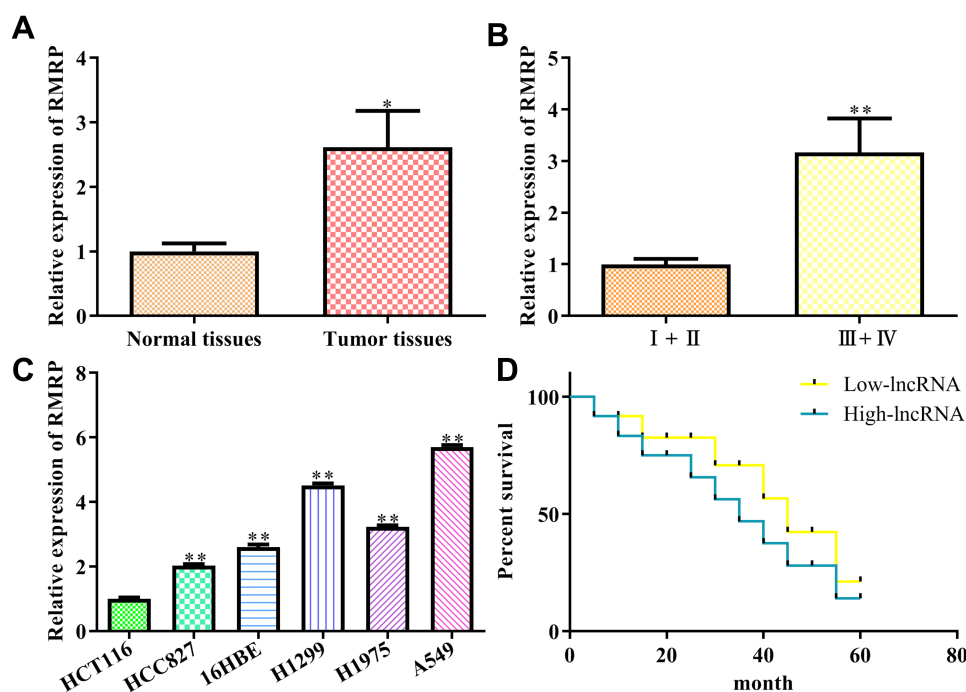 A
Relative expression of RMRP
4
3
2
1
0
*
Normal tissues
Tumor tissues
B
Relative expression of RMRP
5
4
3
2
1
0
**
Ⅰ + Ⅱ
Ⅲ+Ⅳ
C
Relative expression of RMRP
8
6
4
2
0
**
**
**
**
**
HCT116
HCC827
16HBE
H1299
H1975
A549
D
Percent survival
100
50
0
Low-lncRNA
High-lncRNA
0
20
40
60
80
month